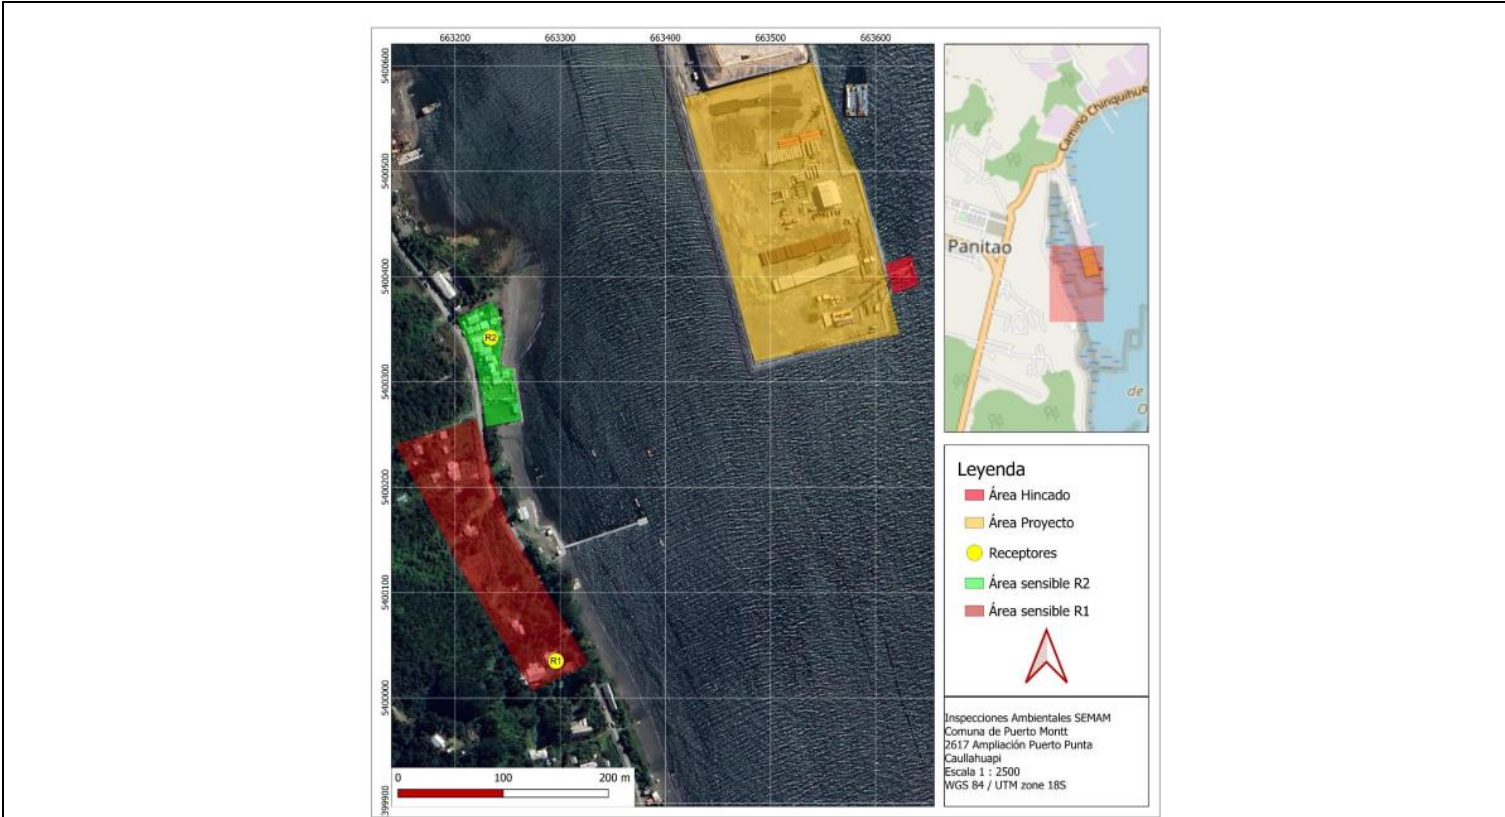 663200 663300 663400 663500 663600
5400600
5400500
5400400
5400300
5400200
5400100
5400000
399900
R2
R1
0 100 200 m
Camino Chinquihue
Panitao
de
O
Leyenda
Área Hincado
Área Proyecto
Receptores
Área sensible R2
Área sensible R1
Inspecciones Ambientales SEMAM
Comuna de Puerto Montt
2617 Ampliación Puerto Punta
Caullahuapi
Escala 1 : 2500
WGS 84 / UTM zone 18S